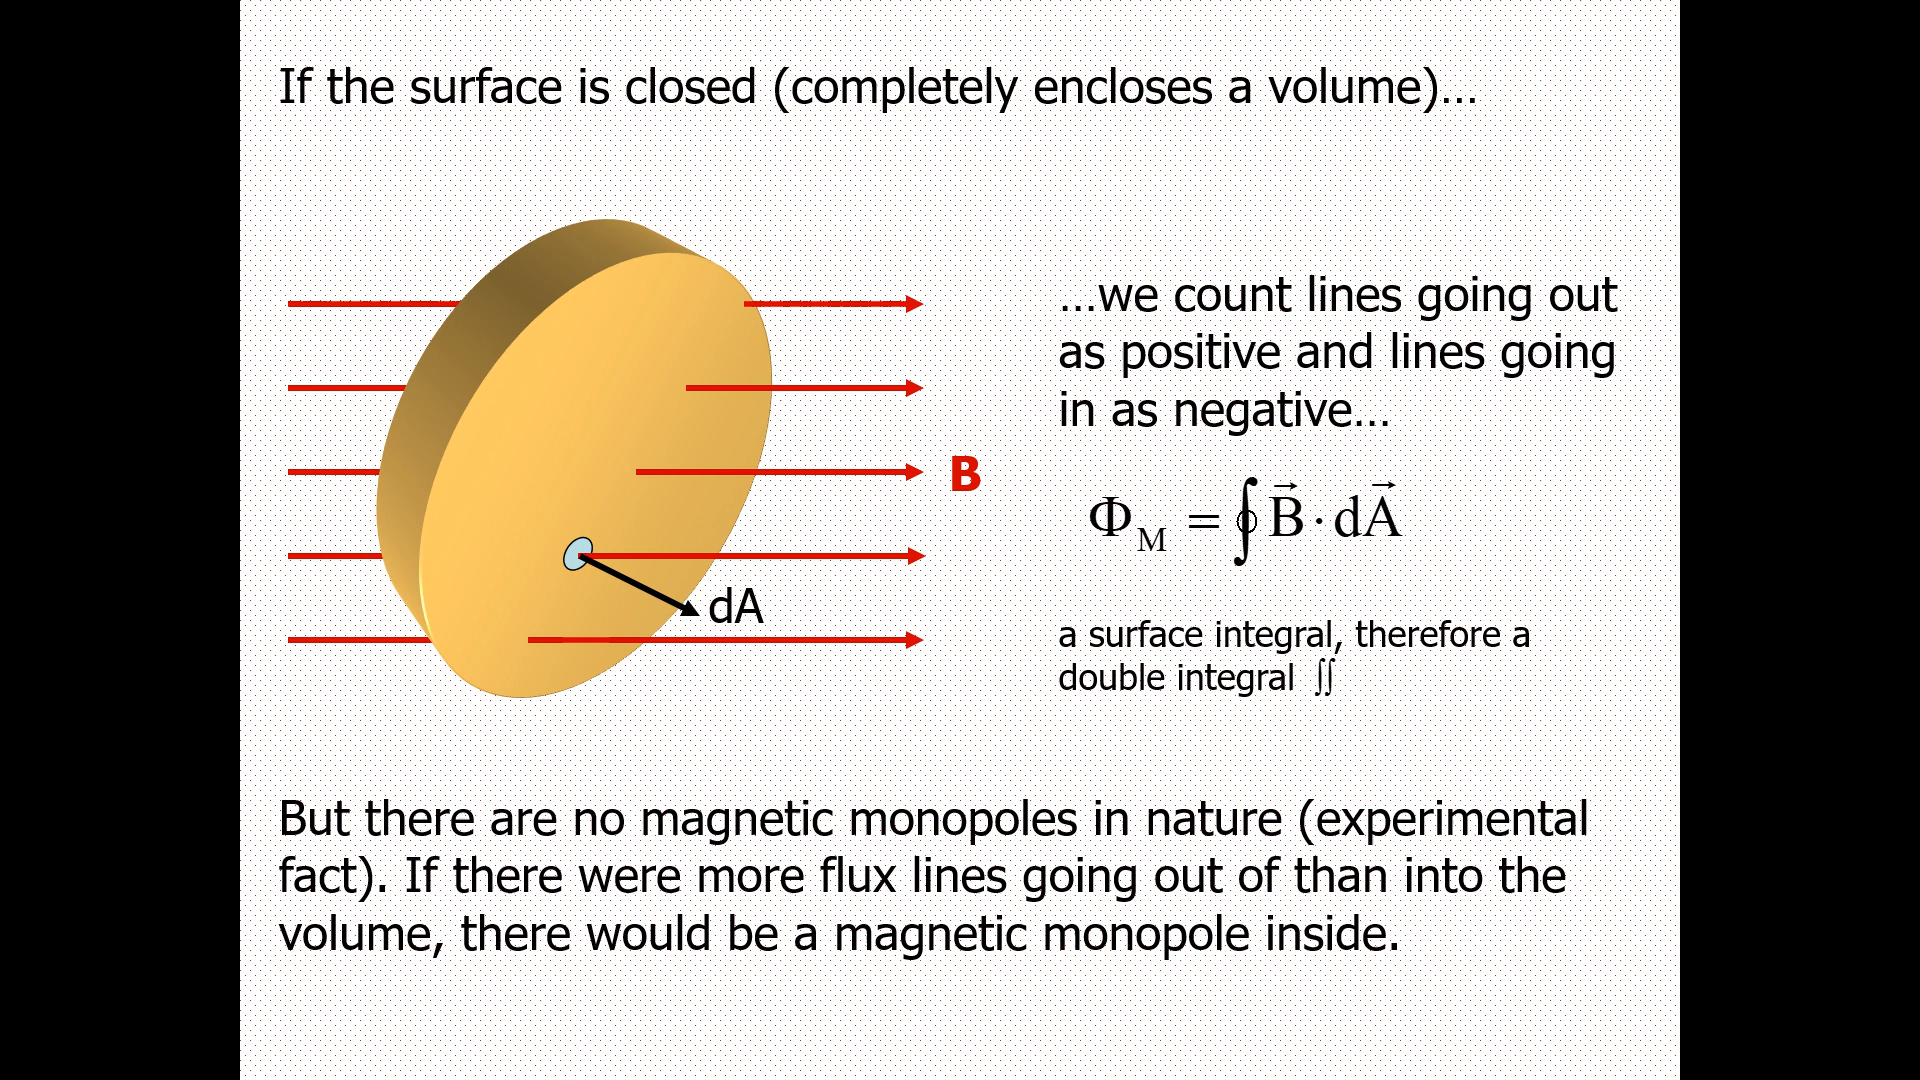 If the surface is closed (completely encloses a volume)…
…we count lines going out
as positive and lines going
in as negative…
B
Φ_M = ∮ B⃗ · dA⃗
dA
a surface integral, therefore a
double integral ∬
But there are no magnetic monopoles in nature (experimental
fact). If there were more flux lines going out of than into the
volume, there would be a magnetic monopole inside.